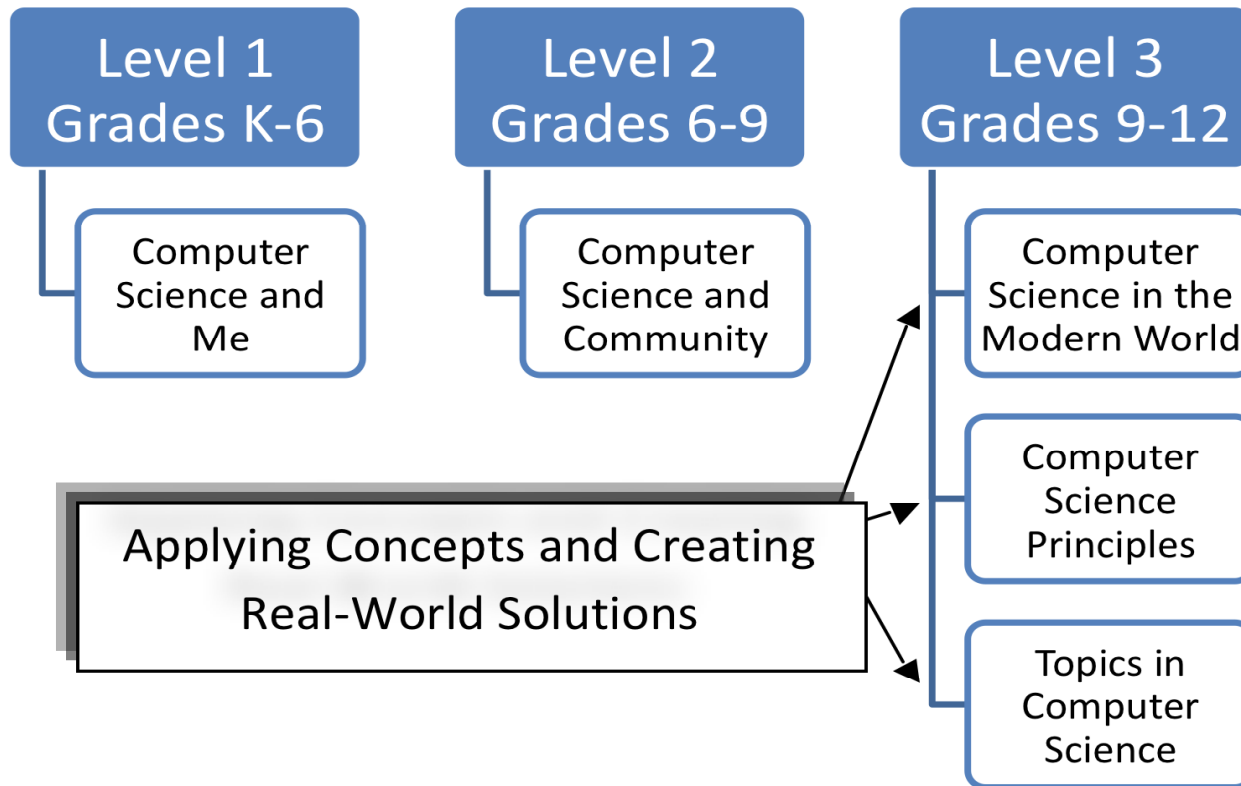 Level 1
Grades K-6
Computer
Science and
Me
Level 2
Grades 6-9
Computer
Science and
Community
Level 3
Grades 9-12
Computer
Science in the
Modern World
Computer
Science
Principles
Topics in
Computer
Science
Applying Concepts and Creating
Real-World Solutions